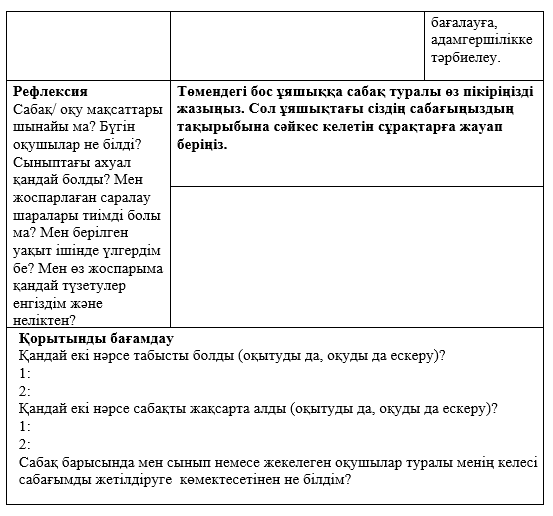 бағалауға,
адамгершілікке
тәрбиелеу.
Рефлексия
Сабақ/ оқу мақсаттары
шынайы ма? Бүгін
оқушылар не білді?
Сыныптағы ахуал
қандай болды? Мен
жоспарлаған саралау
шаралары тиімді болы
ма? Мен берілген
уақыт ішінде үлгердім
бе? Мен өз жоспарыма
қандай түзетулер
енгіздім және
неліктен?
Төмендегі бос ұяшыққа сабақ туралы өз пікіріңізді
жазыңыз. Сол ұяшықтағы сіздің сабағыңыздың
тақырыбына сәйкес келетін сұрақтарға жауап
беріңіз.
Қорытынды бағамдау
Қандай екі нәрсе табысты болды (оқытуды да, оқуды да ескеру)?
1:
2:
Қандай екі нәрсе сабақты жақсарта алды (оқытуды да, оқуды да ескеру)?
1:
2:
Сабақ барысында мен сынып немесе жекелеген оқушылар туралы менің келесі
сабағымды жетілдіруге көмектесетінен не білдім?